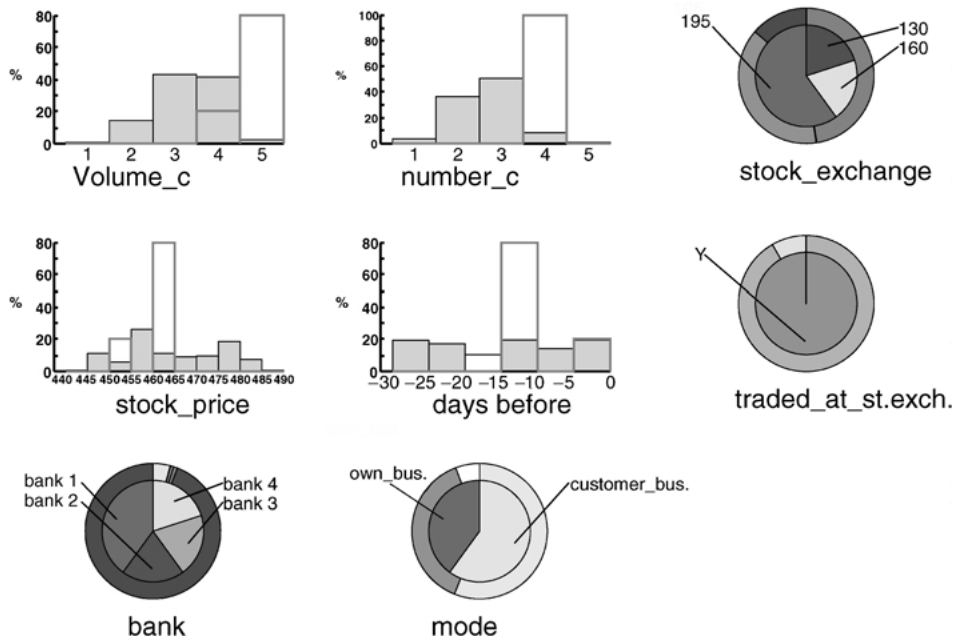 80
60
40
20
0
%
1 2 3 4 5
Volume_c
100
80
60
40
20
0
%
1 2 3 4 5
number_c
195
130
160
stock_exchange
80
60
40
20
0
%
440 445 450 455 460 465 470 475 480 485 490
stock_price
80
60
40
20
0
%
−30 −25 −20 −15 −10 −5 0
days before
Y
traded_at_st.exch.
bank 1
bank 2
bank 4
bank 3
bank
own_bus.
customer_bus.
mode